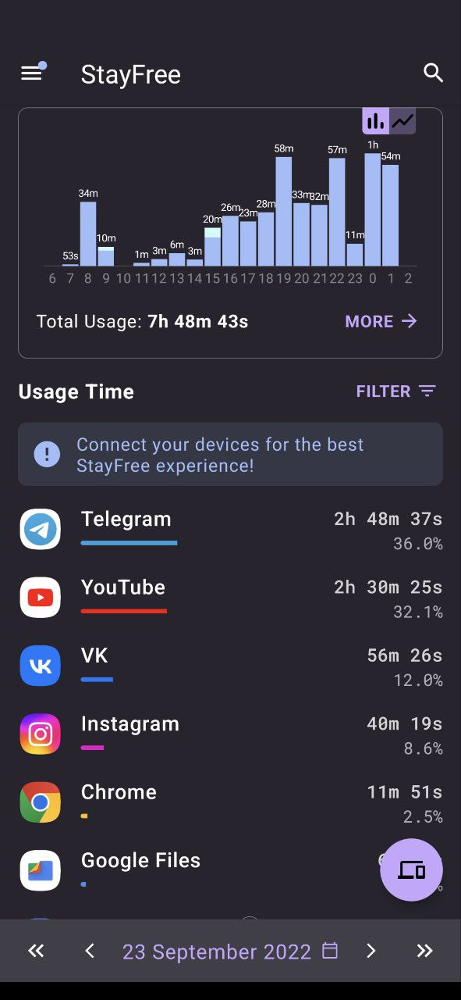 StayFree
1h
58m
57m
54m
34m
33m
32m
28m
26m
23m
20m
10m
11m
6m
3m
3m
1m
53s
6 7 8 9 10 11 12 13 14 15 16 17 18 19 20 21 22 23 0 1 2
Total Usage: 7h 48m 43s MORE
Usage Time FILTER
Connect your devices for the best
StayFree experience!
Telegram 2h 48m 37s
36.0%
YouTube 2h 30m 25s
32.1%
VK 56m 26s
12.0%
Instagram 40m 19s
8.6%
Chrome 11m 51s
2.5%
Google Files
23 September 2022